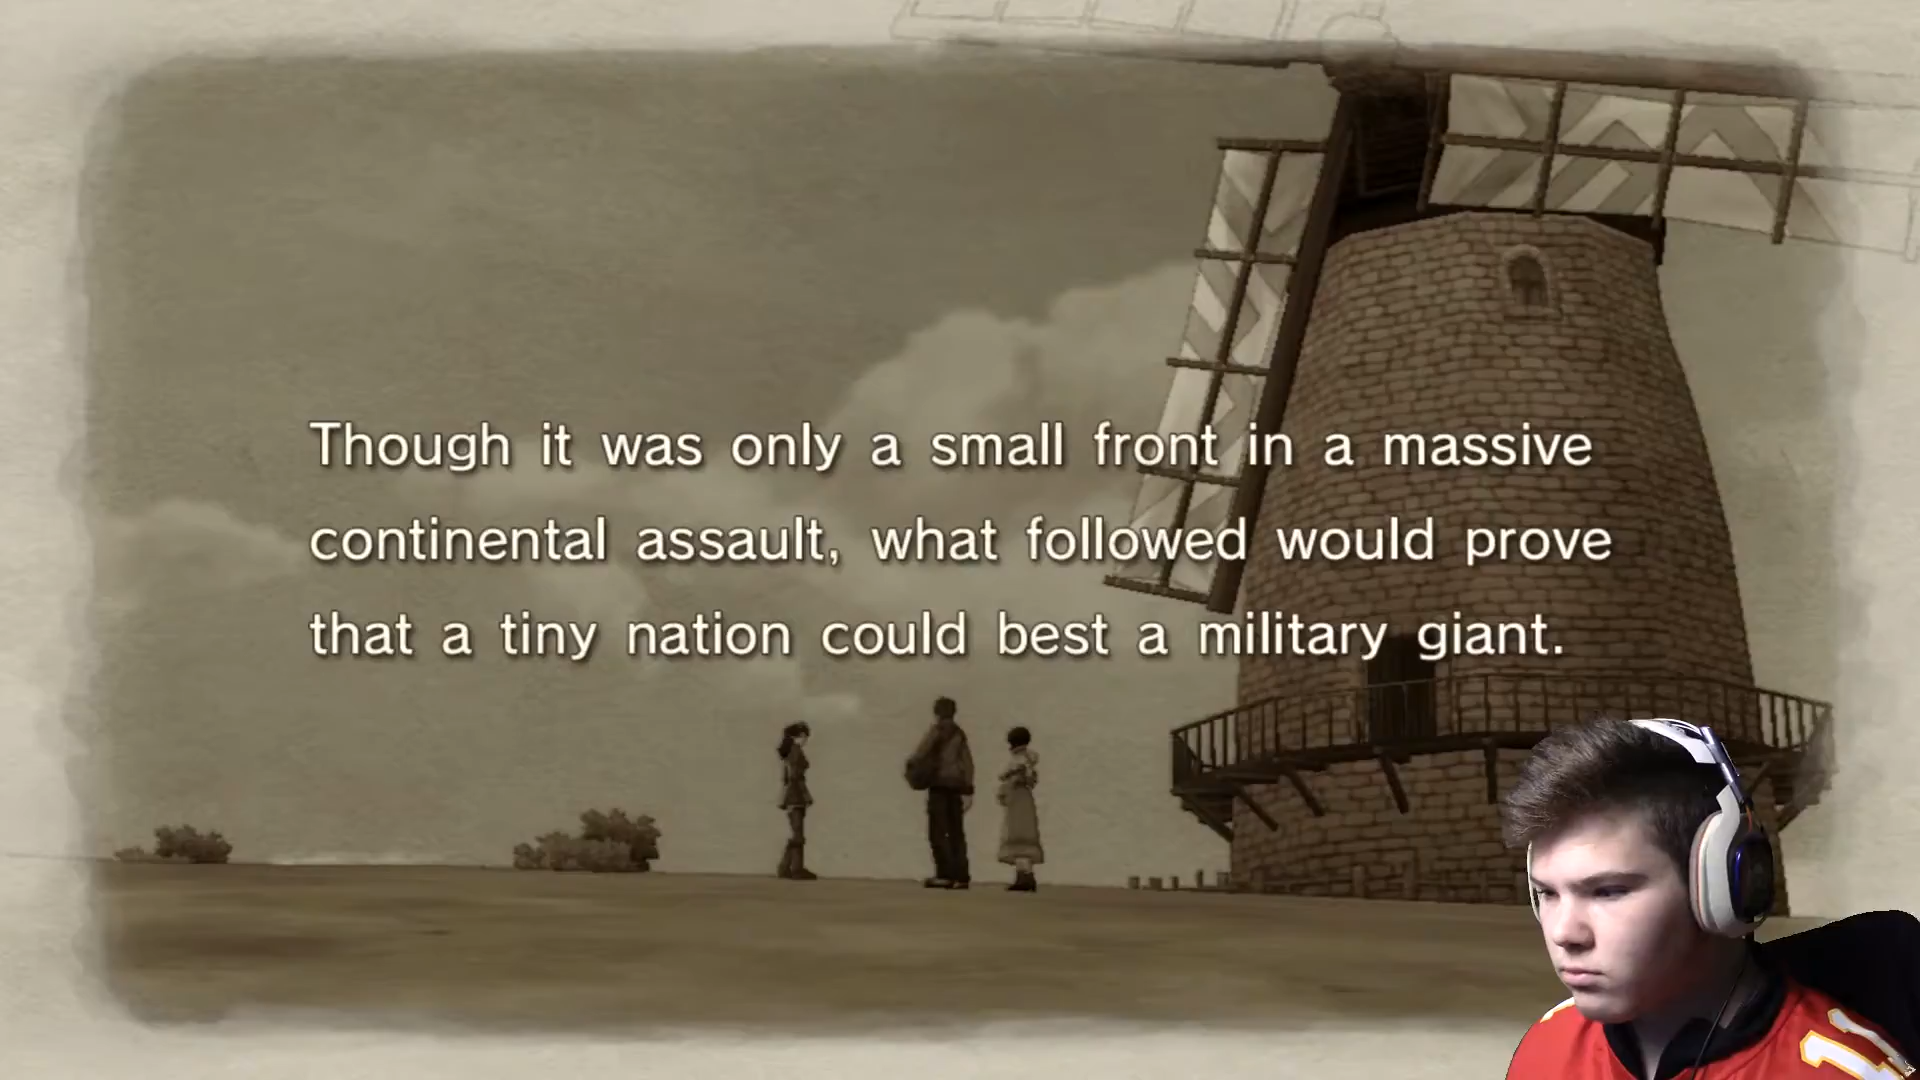 Though it was only a small front in a massive
continental assault, what followed would prove
that a tiny nation could best a military giant.